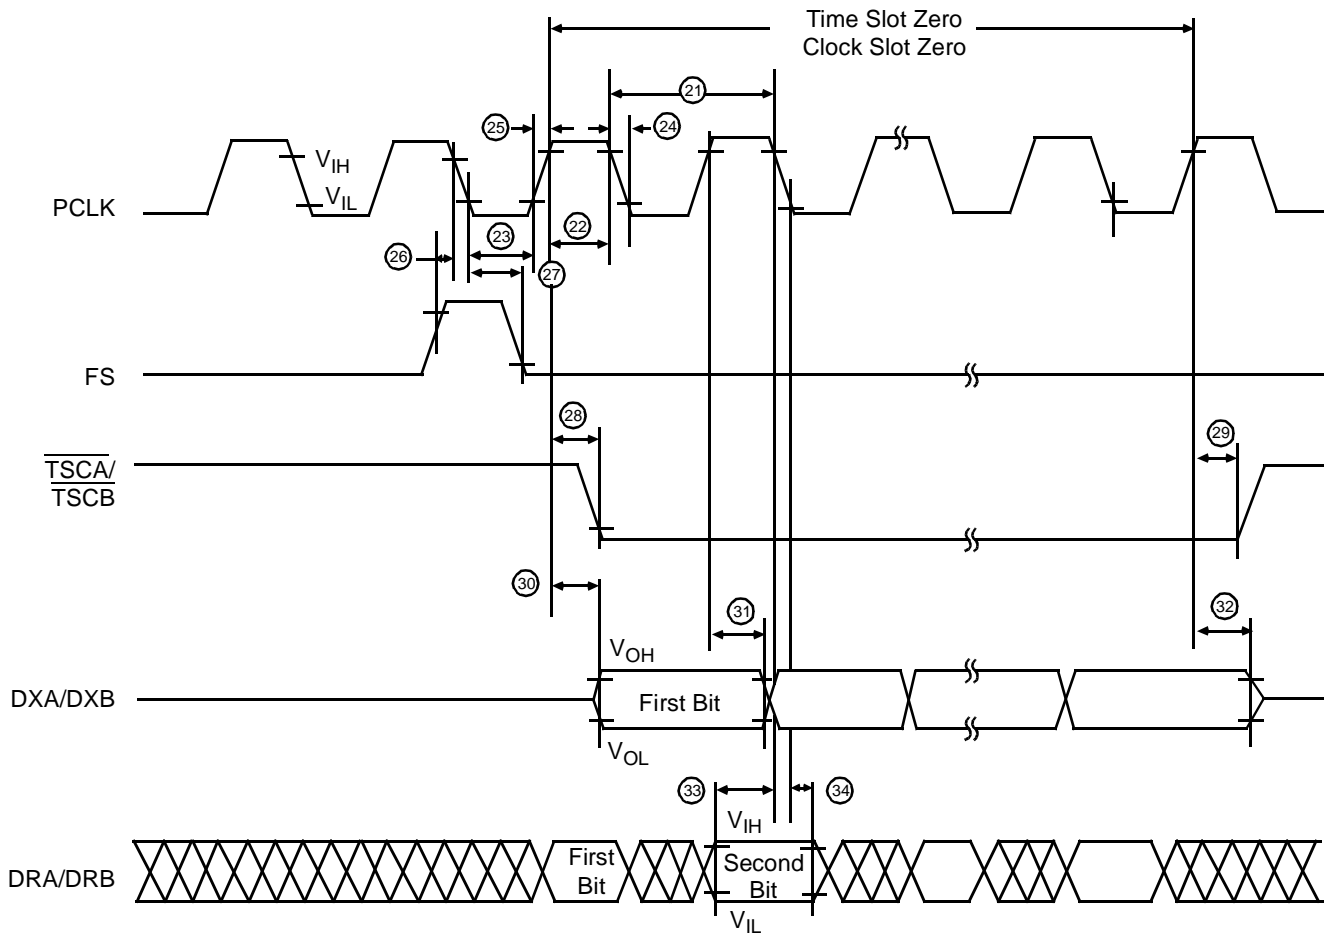 Time Slot Zero
Clock Slot Zero
21
25
24
VIH
VIL
PCLK
23
22
26
27
FS
28
29
TSCA/
TSCB
30
31
32
VOH
DXA/DXB
First Bit
VOL
33
34
VIH
DRA/DRB
First
Bit
Second
Bit
VIL